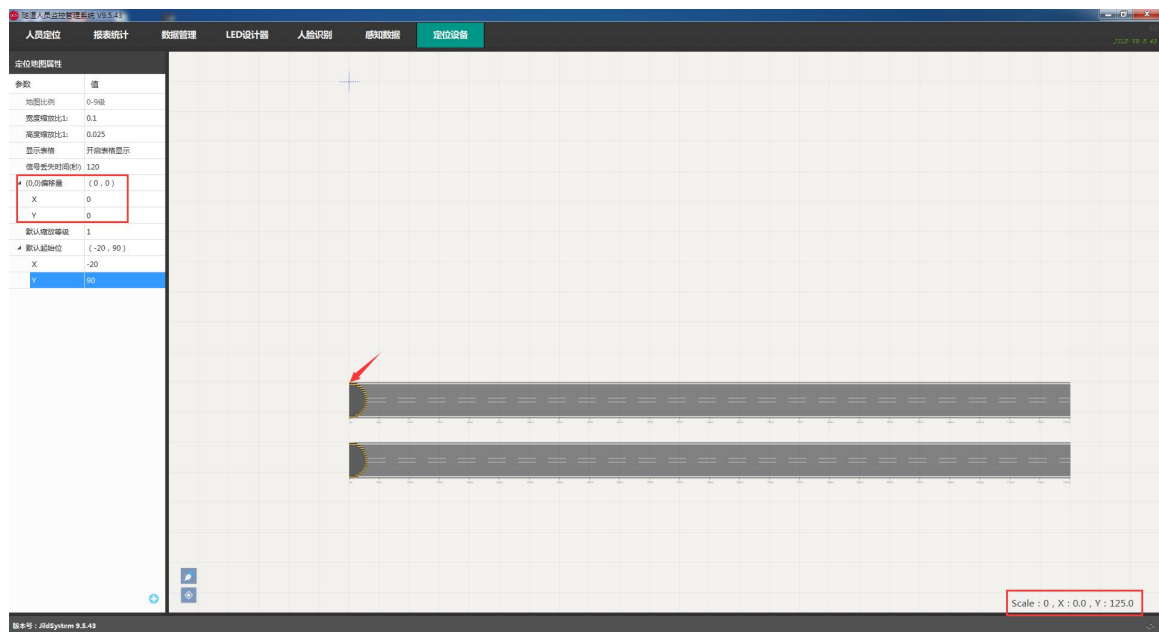 隧道人员监控管理系统 V9.5.43
人员定位 报表统计 数据管理 LED设计器 人脸识别 感知数据 定位设备
JILD V9.5.43
定位地图属性
参数 值
地图比例 0-9级
宽度缩放比1: 0.1
高度缩放比1: 0.025
显示表格 开启表格显示
信号丢失时间(秒) 120
(0,0)偏移量 ( 0 , 0 )
X 0
Y 0
默认缩放等级 1
默认起始位 ( -20 , 90 )
X -20
Y 90
Scale : 0 , X : 0.0 , Y : 125.0
版本号 : JildSystem 9.5.43